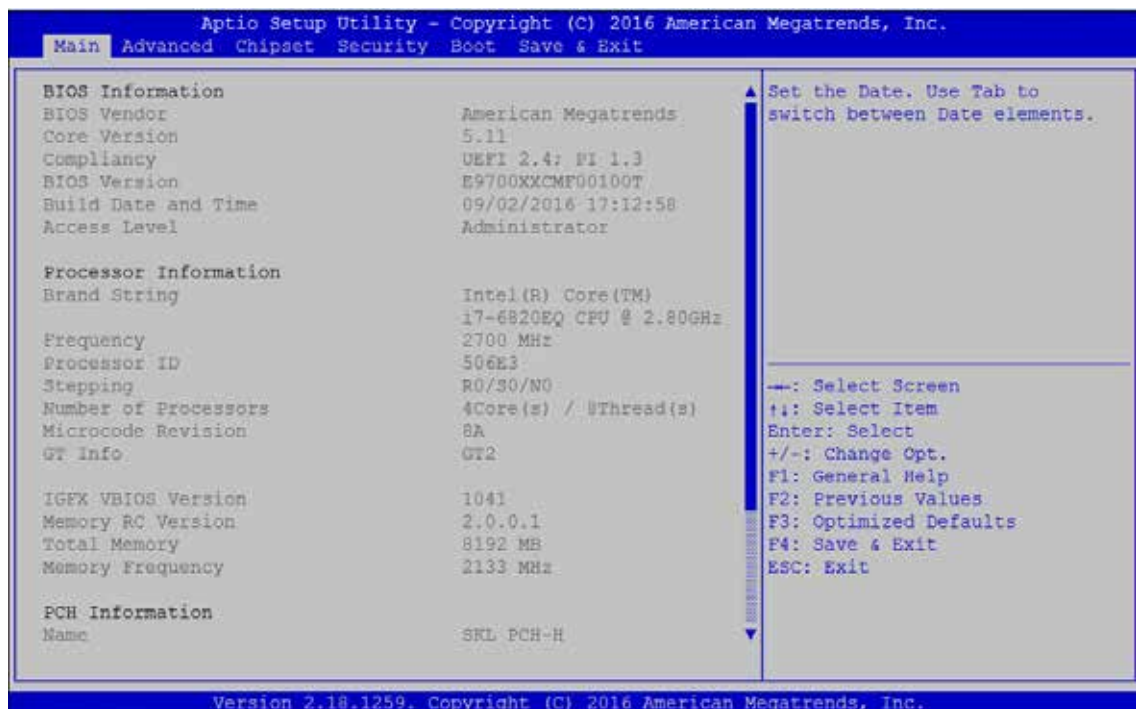 Aptio Setup Utility - Copyright (C) 2016 American Megatrends, Inc.
Main Advanced Chipset Security Boot Save & Exit
BIOS Information
BIOS Vendor American Megatrends
Core Version 5.11
Compliancy UEFI 2.4; PI 1.3
BIOS Version E9700XXCMF00100T
Build Date and Time 09/02/2016 17:12:58
Access Level Administrator
Processor Information
Brand String Intel(R) Core(TM)
i7-6820EQ CPU @ 2.80GHz
Frequency 2700 MHz
Processor ID 506E3
Stepping R0/S0/N0
Number of Processors 4Core(s) / 8Thread(s)
Microcode Revision 8A
GT Info GT2
IGFX VBIOS Version 1041
Memory RC Version 2.0.0.1
Total Memory 8192 MB
Memory Frequency 2133 MHz
PCH Information
Name SKL PCH-H
Set the Date. Use Tab to
switch between Date elements.
→←: Select Screen
↑↓: Select Item
Enter: Select
+/-: Change Opt.
F1: General Help
F2: Previous Values
F3: Optimized Defaults
F4: Save & Exit
ESC: Exit
Version 2.18.1259. Copyright (C) 2016 American Megatrends, Inc.